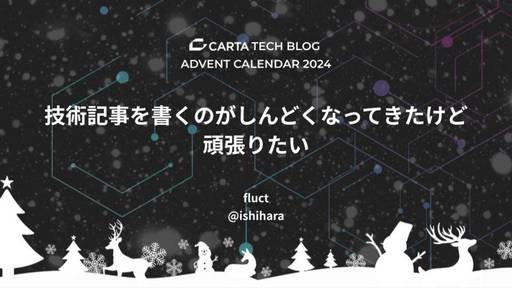 CARTA TECH BLOG
ADVENT CALENDAR 2024
技術記事を書くのがしんどくなってきたけど
頑張りたい
fluct
@ishihara